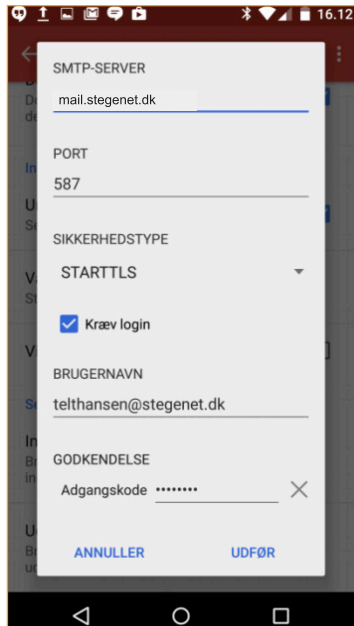 16.12
SMTP-SERVER
mail.stegenet.dk
PORT
587
SIKKERHEDSTYPE
STARTTLS
Kræv login
BRUGERNAVN
telthansen@stegenet.dk
GODKENDELSE
Adgangskode ••••••••
ANNULLER UDFØR